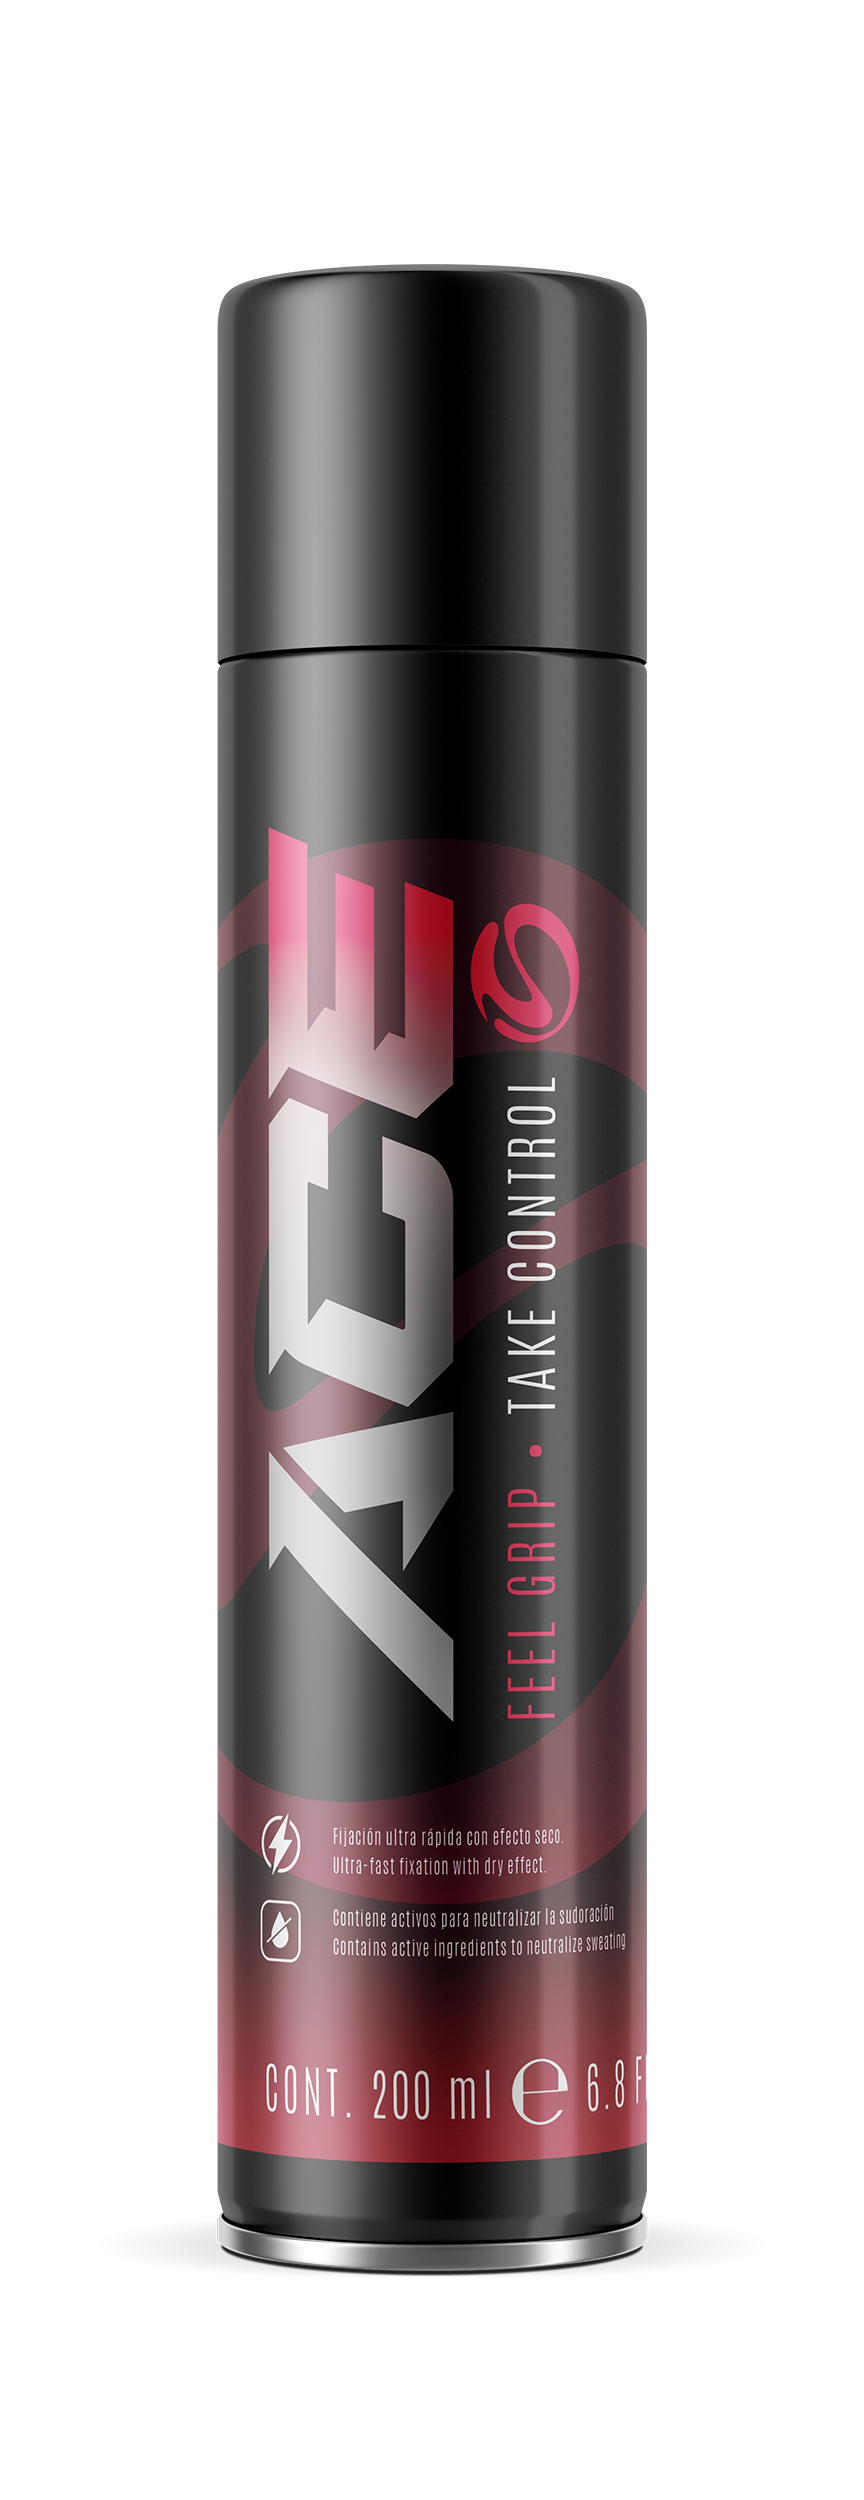 ACE
FEEL GRIP • TAKE CONTROL
Fijación ultra rápida con efecto seco.
Ultra-fast fixation with dry effect.
Contiene activos para neutralizar la sudoración
Contains active ingredients to neutralize sweating
CONT. 200 ml ℮ 6.8